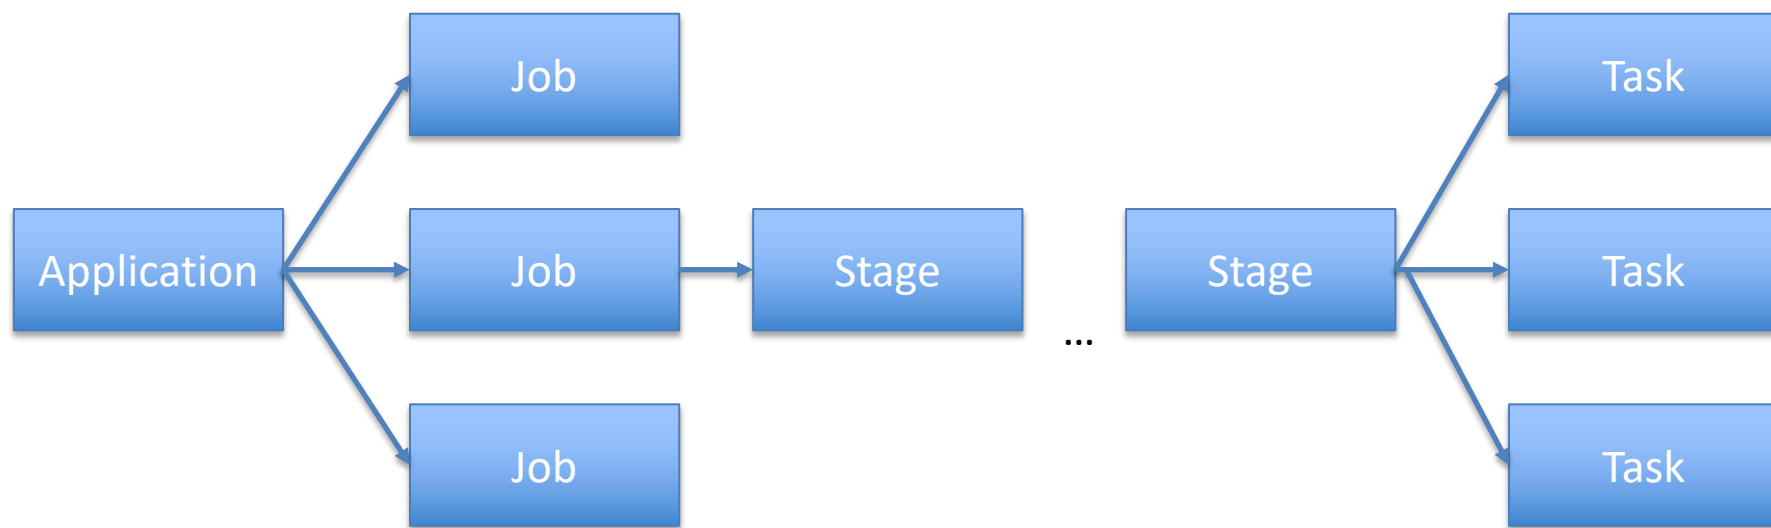 Job
Task
Application
Job
Stage
Stage
Task
...
Job
Task